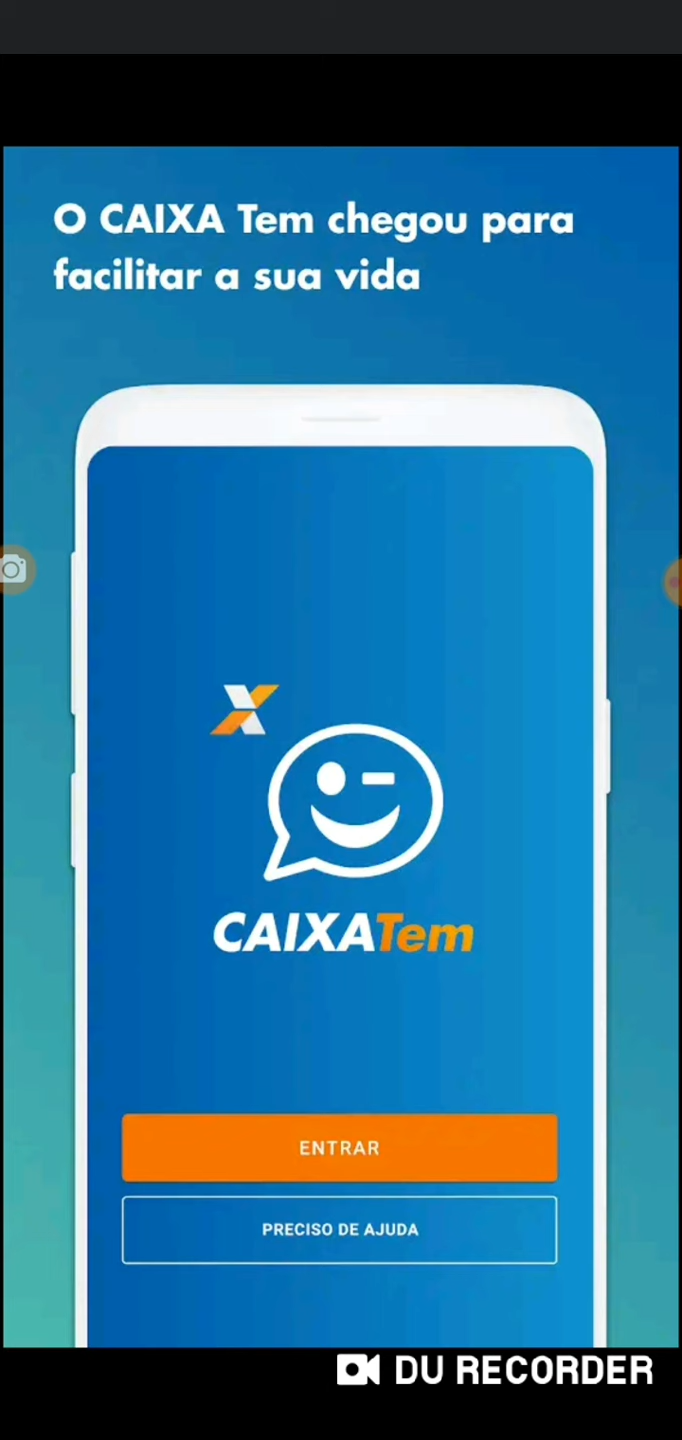 O CAIXA Tem chegou para
facilitar a sua vida
CAIXATem
ENTRAR
PRECISO DE AJUDA
DU RECORDER